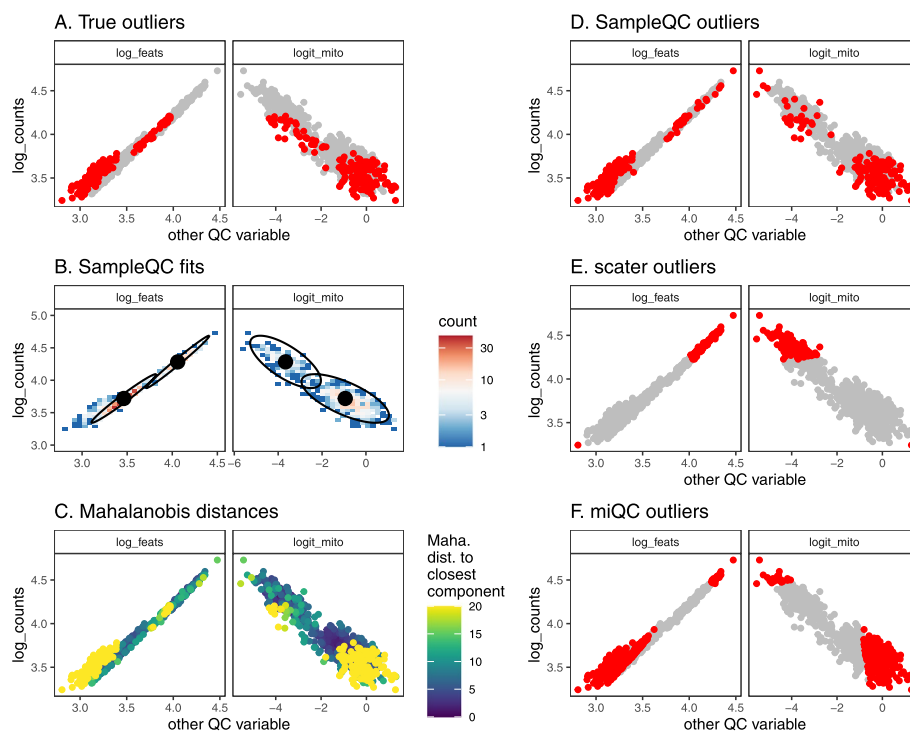 A. True outliers
log_feats
logit_mito
log_counts
4.5
4.0
3.5
3.0 3.5 4.0 4.5
−4 −2 0
other QC variable
B. SampleQC fits
log_feats
logit_mito
log_counts
5.0
4.5
4.0
3.5
3.0
3.0 3.5 4.0 4.5
−6 −4 −2 0
other QC variable
count
30
10
3
1
C. Mahalanobis distances
log_feats
logit_mito
log_counts
4.5
4.0
3.5
3.0 3.5 4.0 4.5
−4 −2 0
other QC variable
Maha.
dist. to
closest
component
20
15
10
5
0
D. SampleQC outliers
log_feats
logit_mito
log_counts
4.5
4.0
3.5
3.0 3.5 4.0 4.5
−4 −2 0
other QC variable
E. scater outliers
log_feats
logit_mito
log_counts
4.5
4.0
3.5
3.0 3.5 4.0 4.5
−4 −2 0
other QC variable
F. miQC outliers
log_feats
logit_mito
log_counts
4.5
4.0
3.5
3.0 3.5 4.0 4.5
−4 −2 0
other QC variable